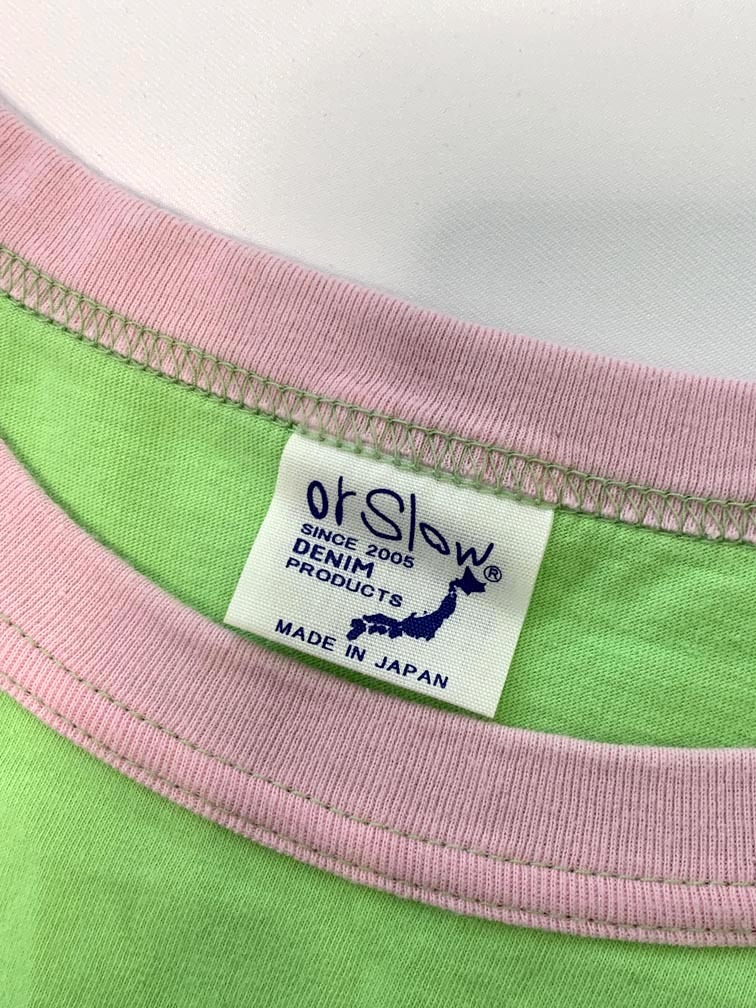 orSlow®
SINCE 2005
DENIM
PRODUCTS
MADE IN JAPAN